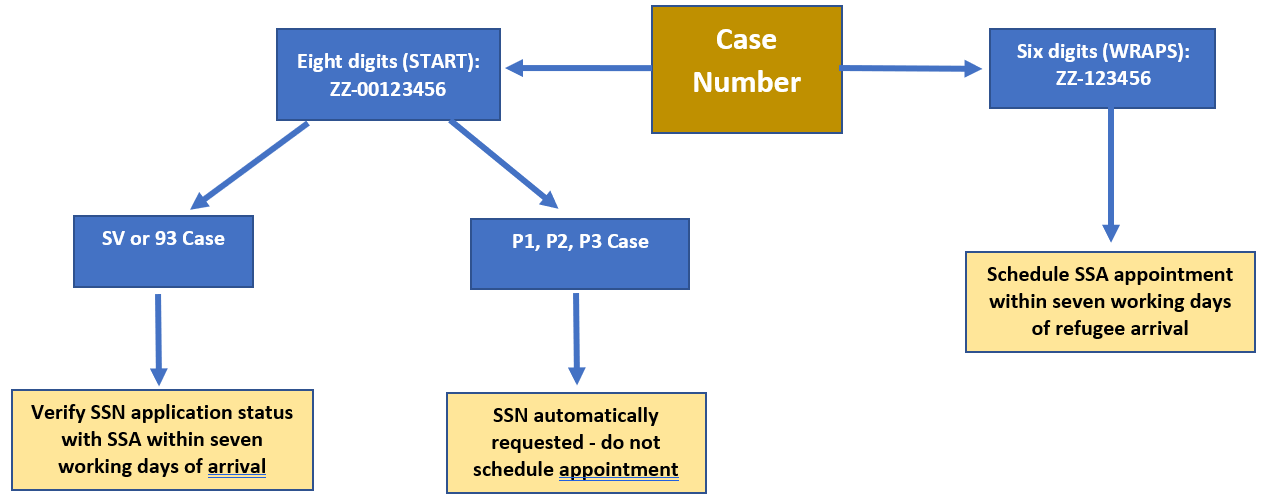 Case
Number
Eight digits (START):
ZZ-00123456
Six digits (WRAPS):
ZZ-123456
SV or 93 Case
P1, P2, P3 Case
Schedule SSA appointment
within seven working days
of refugee arrival
Verify SSN application status
with SSA within seven
working days of arrival
SSN automatically
requested - do not
schedule appointment